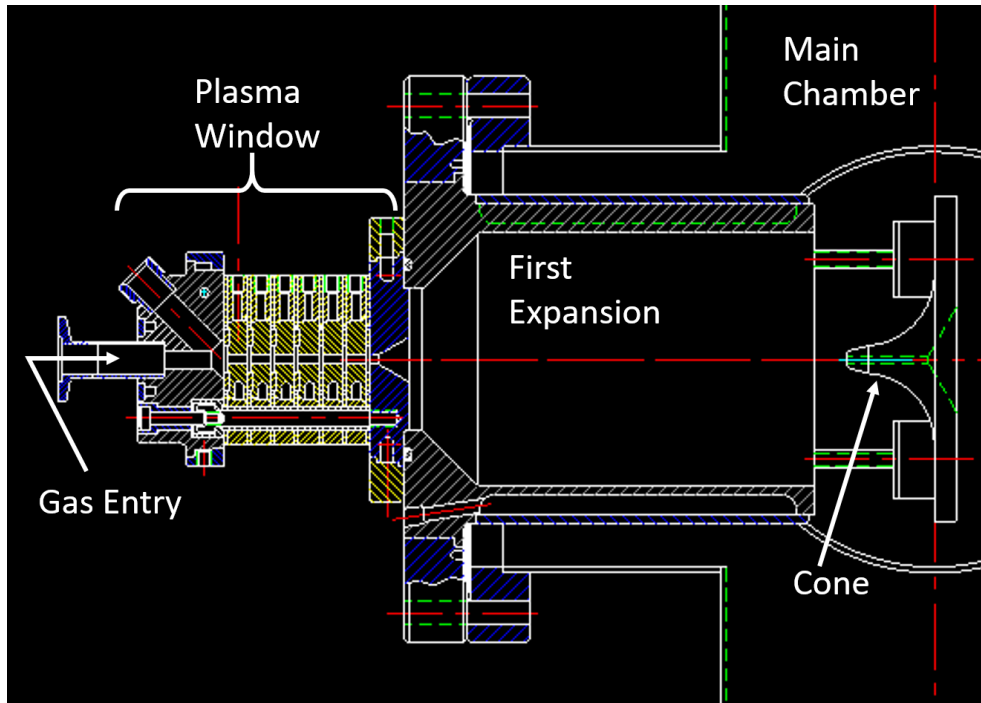 Plasma
Window
Main
Chamber
First
Expansion
Gas Entry
Cone